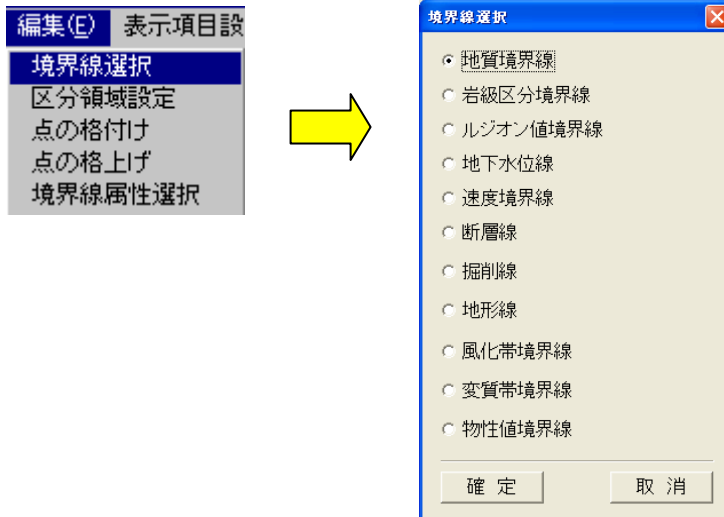 編集(E) 表示項目設
境界線選択
区分領域設定
点の格付け
点の格上げ
境界線属性選択
境界線選択
地質境界線
岩級区分境界線
ルジオン値境界線
地下水位線
速度境界線
断層線
掘削線
地形線
風化帯境界線
変質帯境界線
物性値境界線
確 定 取 消